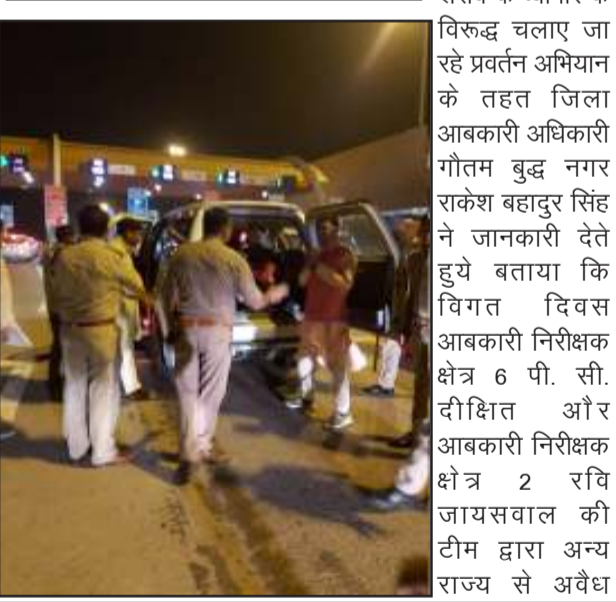 विरूद्ध चलाए जा
रहे प्रवर्तन अभियान
के तहत जिला
आबकारी अधिकारी
गौतम बुद्ध नगर
राकेश बहादुर सिंह
ने जानकारी देते
हुये बताया कि
विगत दिवस
आबकारी निरीक्षक
क्षेत्र 6 पी. सी.
दीक्षित और
आबकारी निरीक्षक
क्षेत्र 2 रवि
जायसवाल की
टीम द्वारा अन्य
राज्य से अवैध